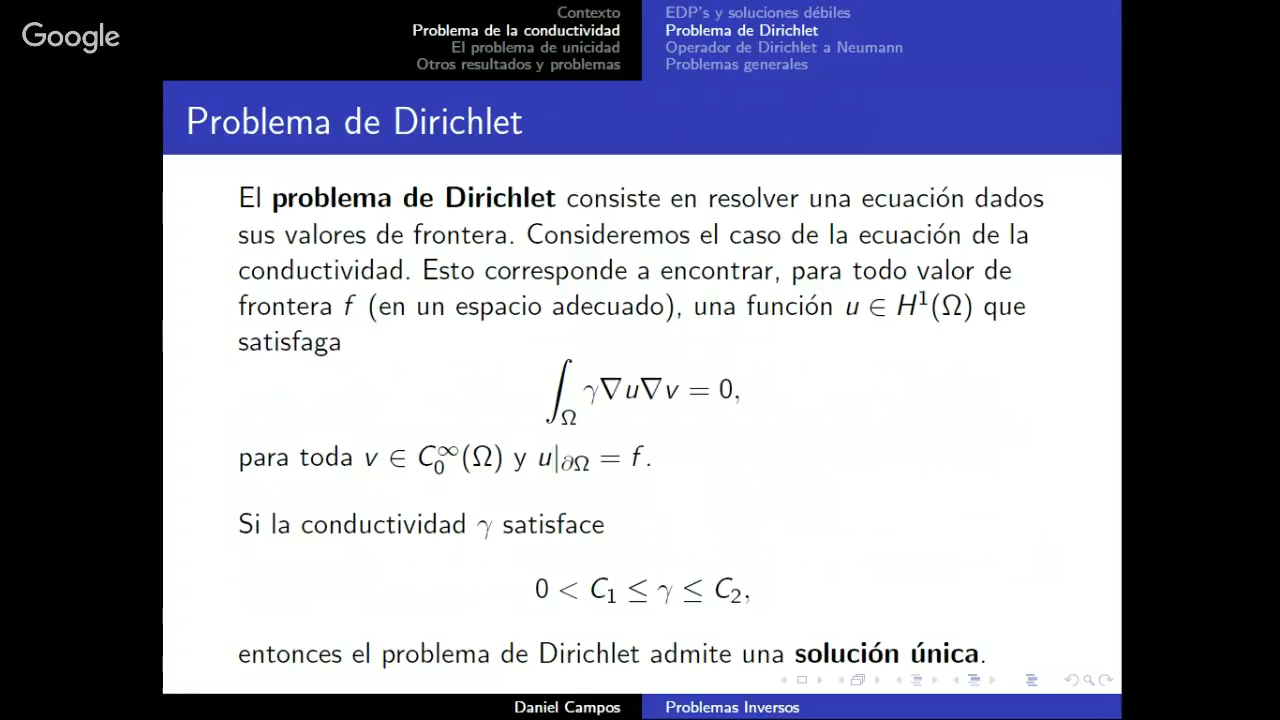 Google
Contexto
Problema de la conductividad
El problema de unicidad
Otros resultados y problemas
EDP's y soluciones débiles
Problema de Dirichlet
Operador de Dirichlet a Neumann
Problemas generales
Problema de Dirichlet
El problema de Dirichlet consiste en resolver una ecuación dados
sus valores de frontera. Consideremos el caso de la ecuación de la
conductividad. Esto corresponde a encontrar, para todo valor de
frontera f (en un espacio adecuado), una función u ∈ H¹(Ω) que
satisfaga
∫_Ω γ∇u∇v = 0,
para toda v ∈ C₀^∞(Ω) y u|_∂Ω = f.
Si la conductividad γ satisface
0 < C₁ ≤ γ ≤ C₂,
entonces el problema de Dirichlet admite una solución única.
Daniel Campos
Problemas Inversos